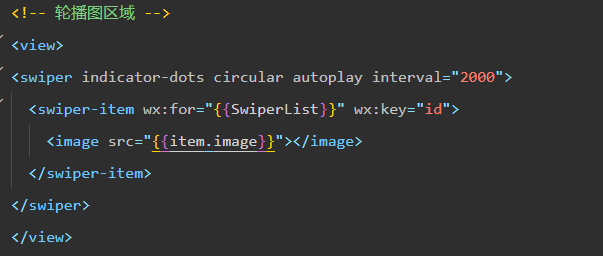 <!-- 轮播图区域 -->
<view>
<swiper indicator-dots circular autoplay interval="2000">
<swiper-item wx:for="{{SwiperList}}" wx:key="id">
<image src="{{item.image}}"></image>
</swiper-item>
</swiper>
</view>